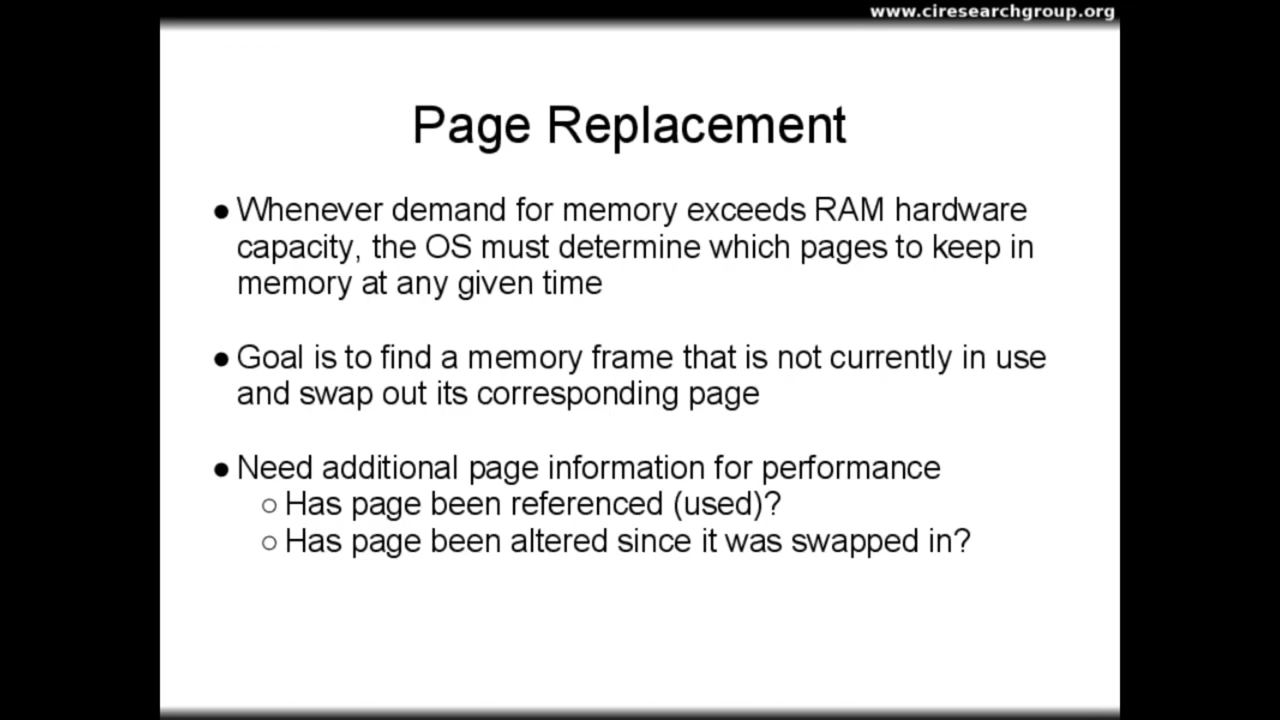 www.ciresearchgroup.org
Page Replacement
● Whenever demand for memory exceeds RAM hardware
capacity, the OS must determine which pages to keep in
memory at any given time
● Goal is to find a memory frame that is not currently in use
and swap out its corresponding page
● Need additional page information for performance
○ Has page been referenced (used)?
○ Has page been altered since it was swapped in?